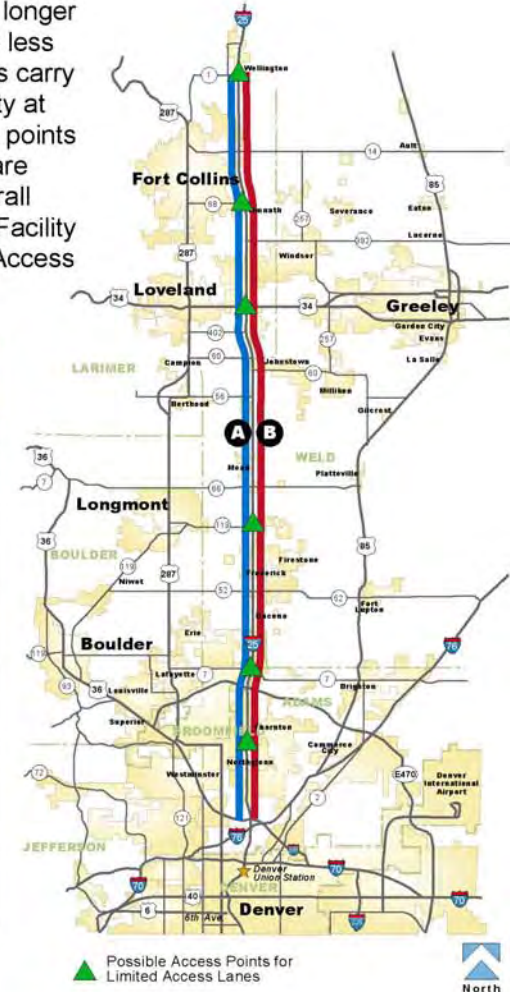 longer
less
s carry
ty at
points
are
rall
Facility
Access
25
Wellington
1
287
14
Ault
85
Fort Collins
68
Severance
Eaton
257
Lucerne
392
Windsor
287
Loveland
34
34
Greeley
Garden City
Evans
402
257
La Salle
60
Johnstown
Campion
60
LARIMER
Milliken
56
Berthoud
Gilcrest
A B
36
Mead
WELD
7
Platteville
66
Longmont
119
36
85
BOULDER
Firestone
119
Frederick
Niwot
287
52
52
Fort
Lupton
Dacono
Erie
Boulder
25
76
119
Lafayette
7
7
93
36
Louisville
Brighton
ADAMS
Superior
BROOMFIELD
Thornton
Commerce
City
Northglenn
72
Westminster
E470
Denver
International
Airport
2
121
JEFFERSON
76
Denver
Union Station
70
70
DENVER
40
70
6
6th Ave
Denver
225
Possible Access Points for
Limited Access Lanes
North